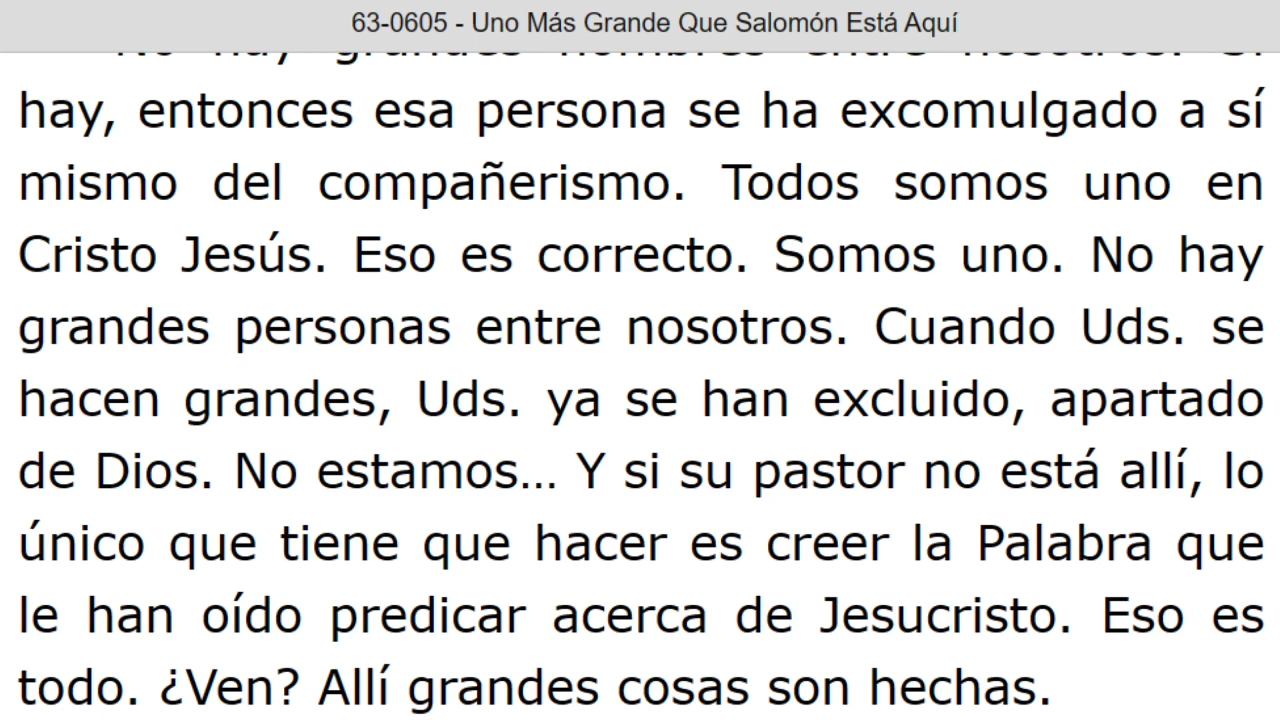 63-0605 - Uno Más Grande Que Salomón Está Aquí
hay, entonces esa persona se ha excomulgado a sí
mismo del compañerismo. Todos somos uno en
Cristo Jesús. Eso es correcto. Somos uno. No hay
grandes personas entre nosotros. Cuando Uds. se
hacen grandes, Uds. ya se han excluido, apartado
de Dios. No estamos... Y si su pastor no está allí, lo
único que tiene que hacer es creer la Palabra que
le han oído predicar acerca de Jesucristo. Eso es
todo. ¿Ven? Allí grandes cosas son hechas.